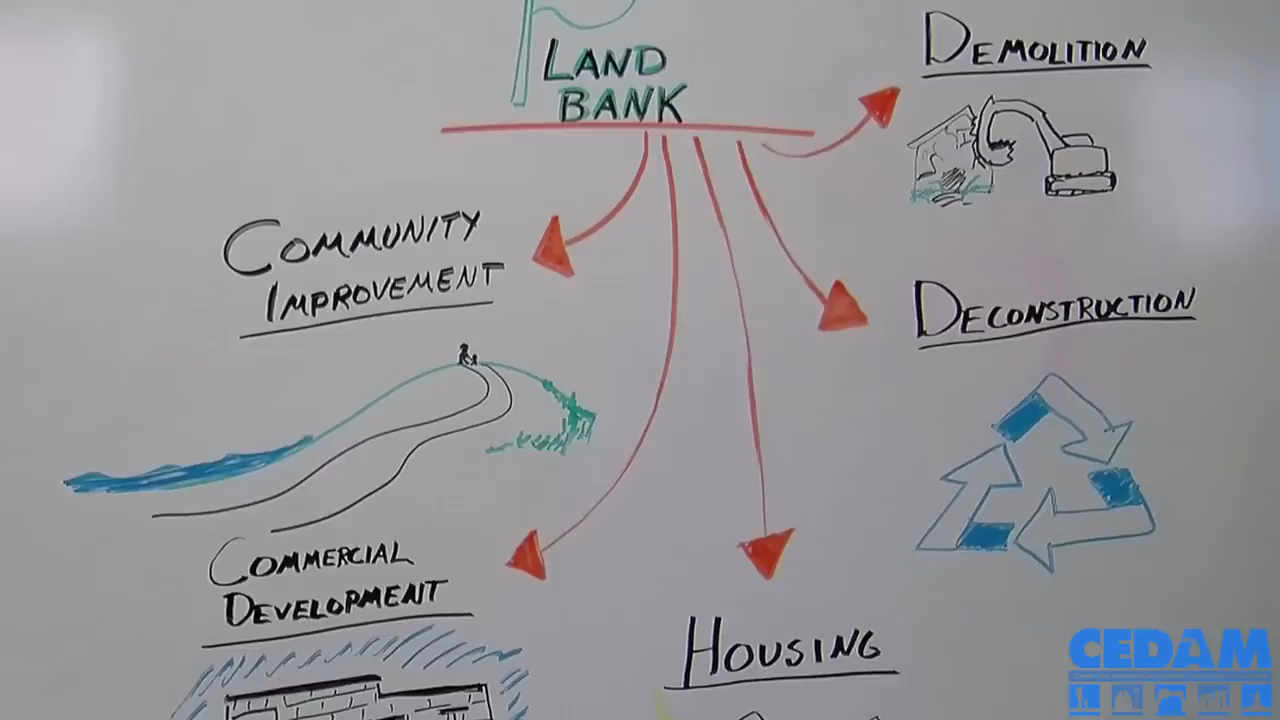 LAND
BANK
DEMOLITION
COMMUNITY
IMPROVEMENT
DECONSTRUCTION
COMMERCIAL
DEVELOPMENT
HOUSING
CEDAM